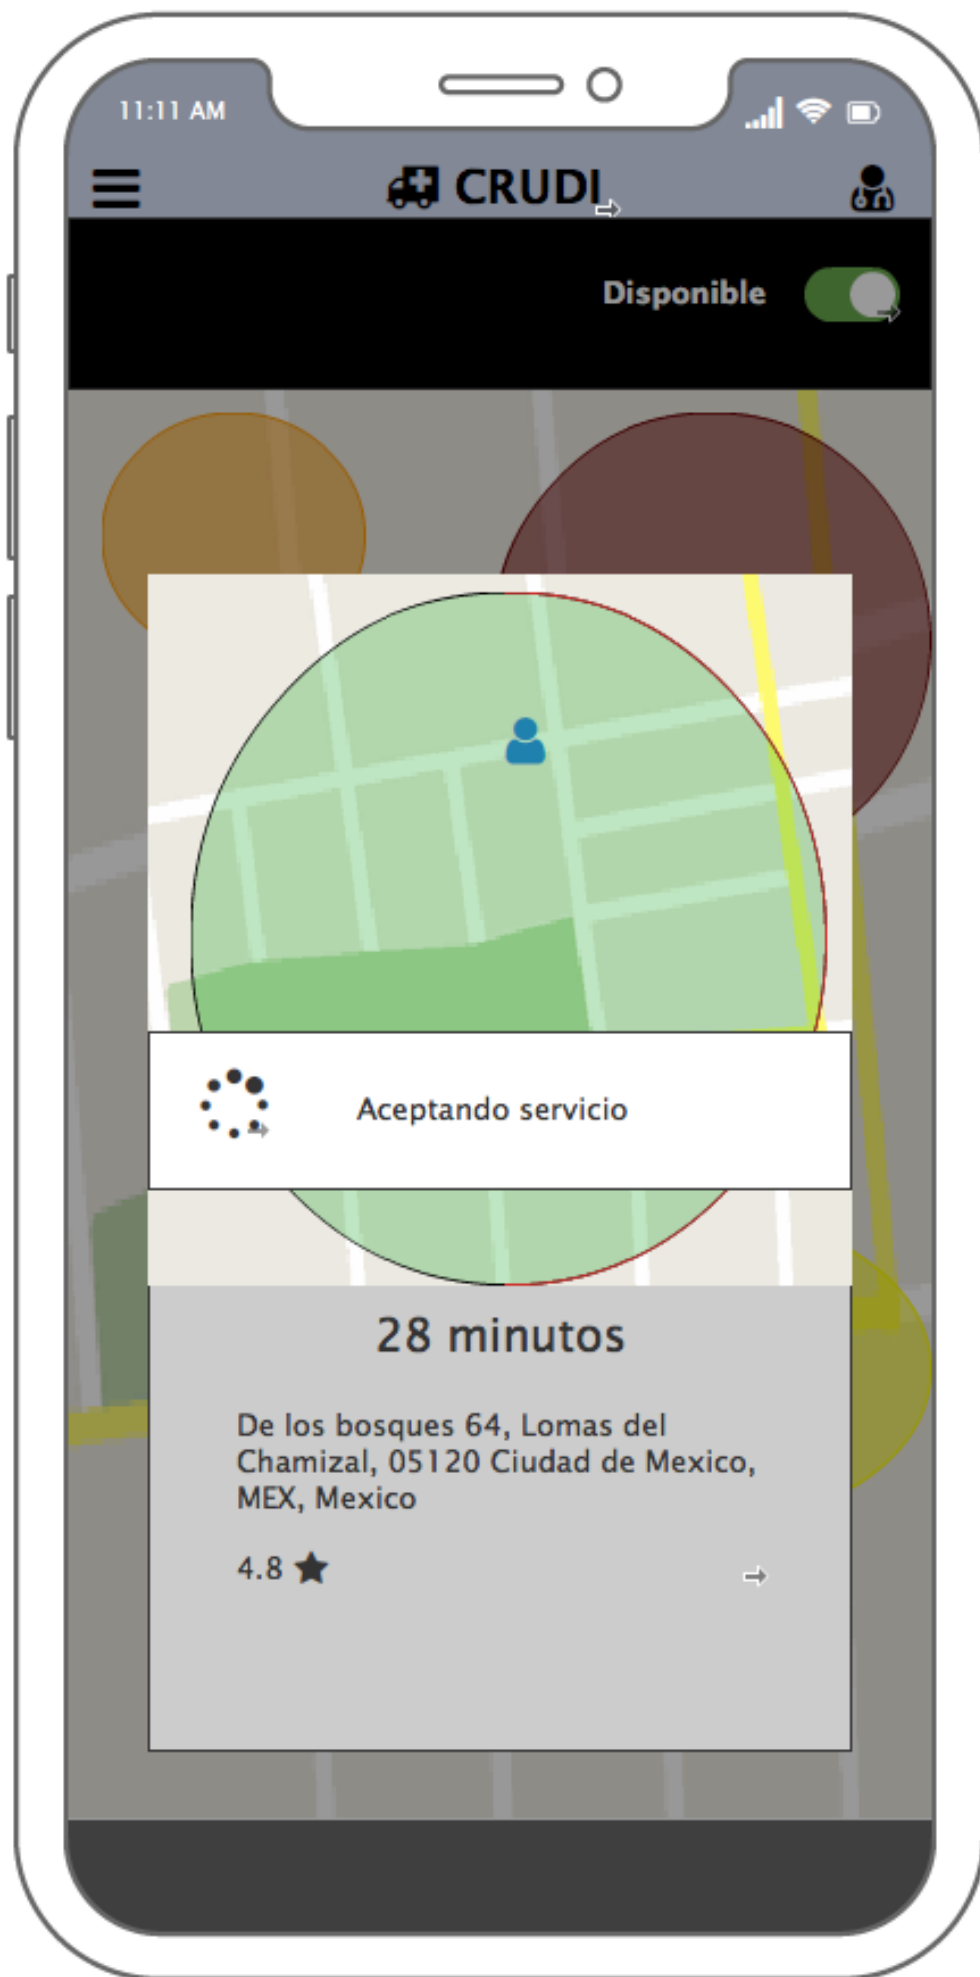 11:11 AM
CRUDI
Disponible
Aceptando servicio
28 minutos
De los bosques 64, Lomas del
Chamizal, 05120 Ciudad de Mexico,
MEX, Mexico
4.8